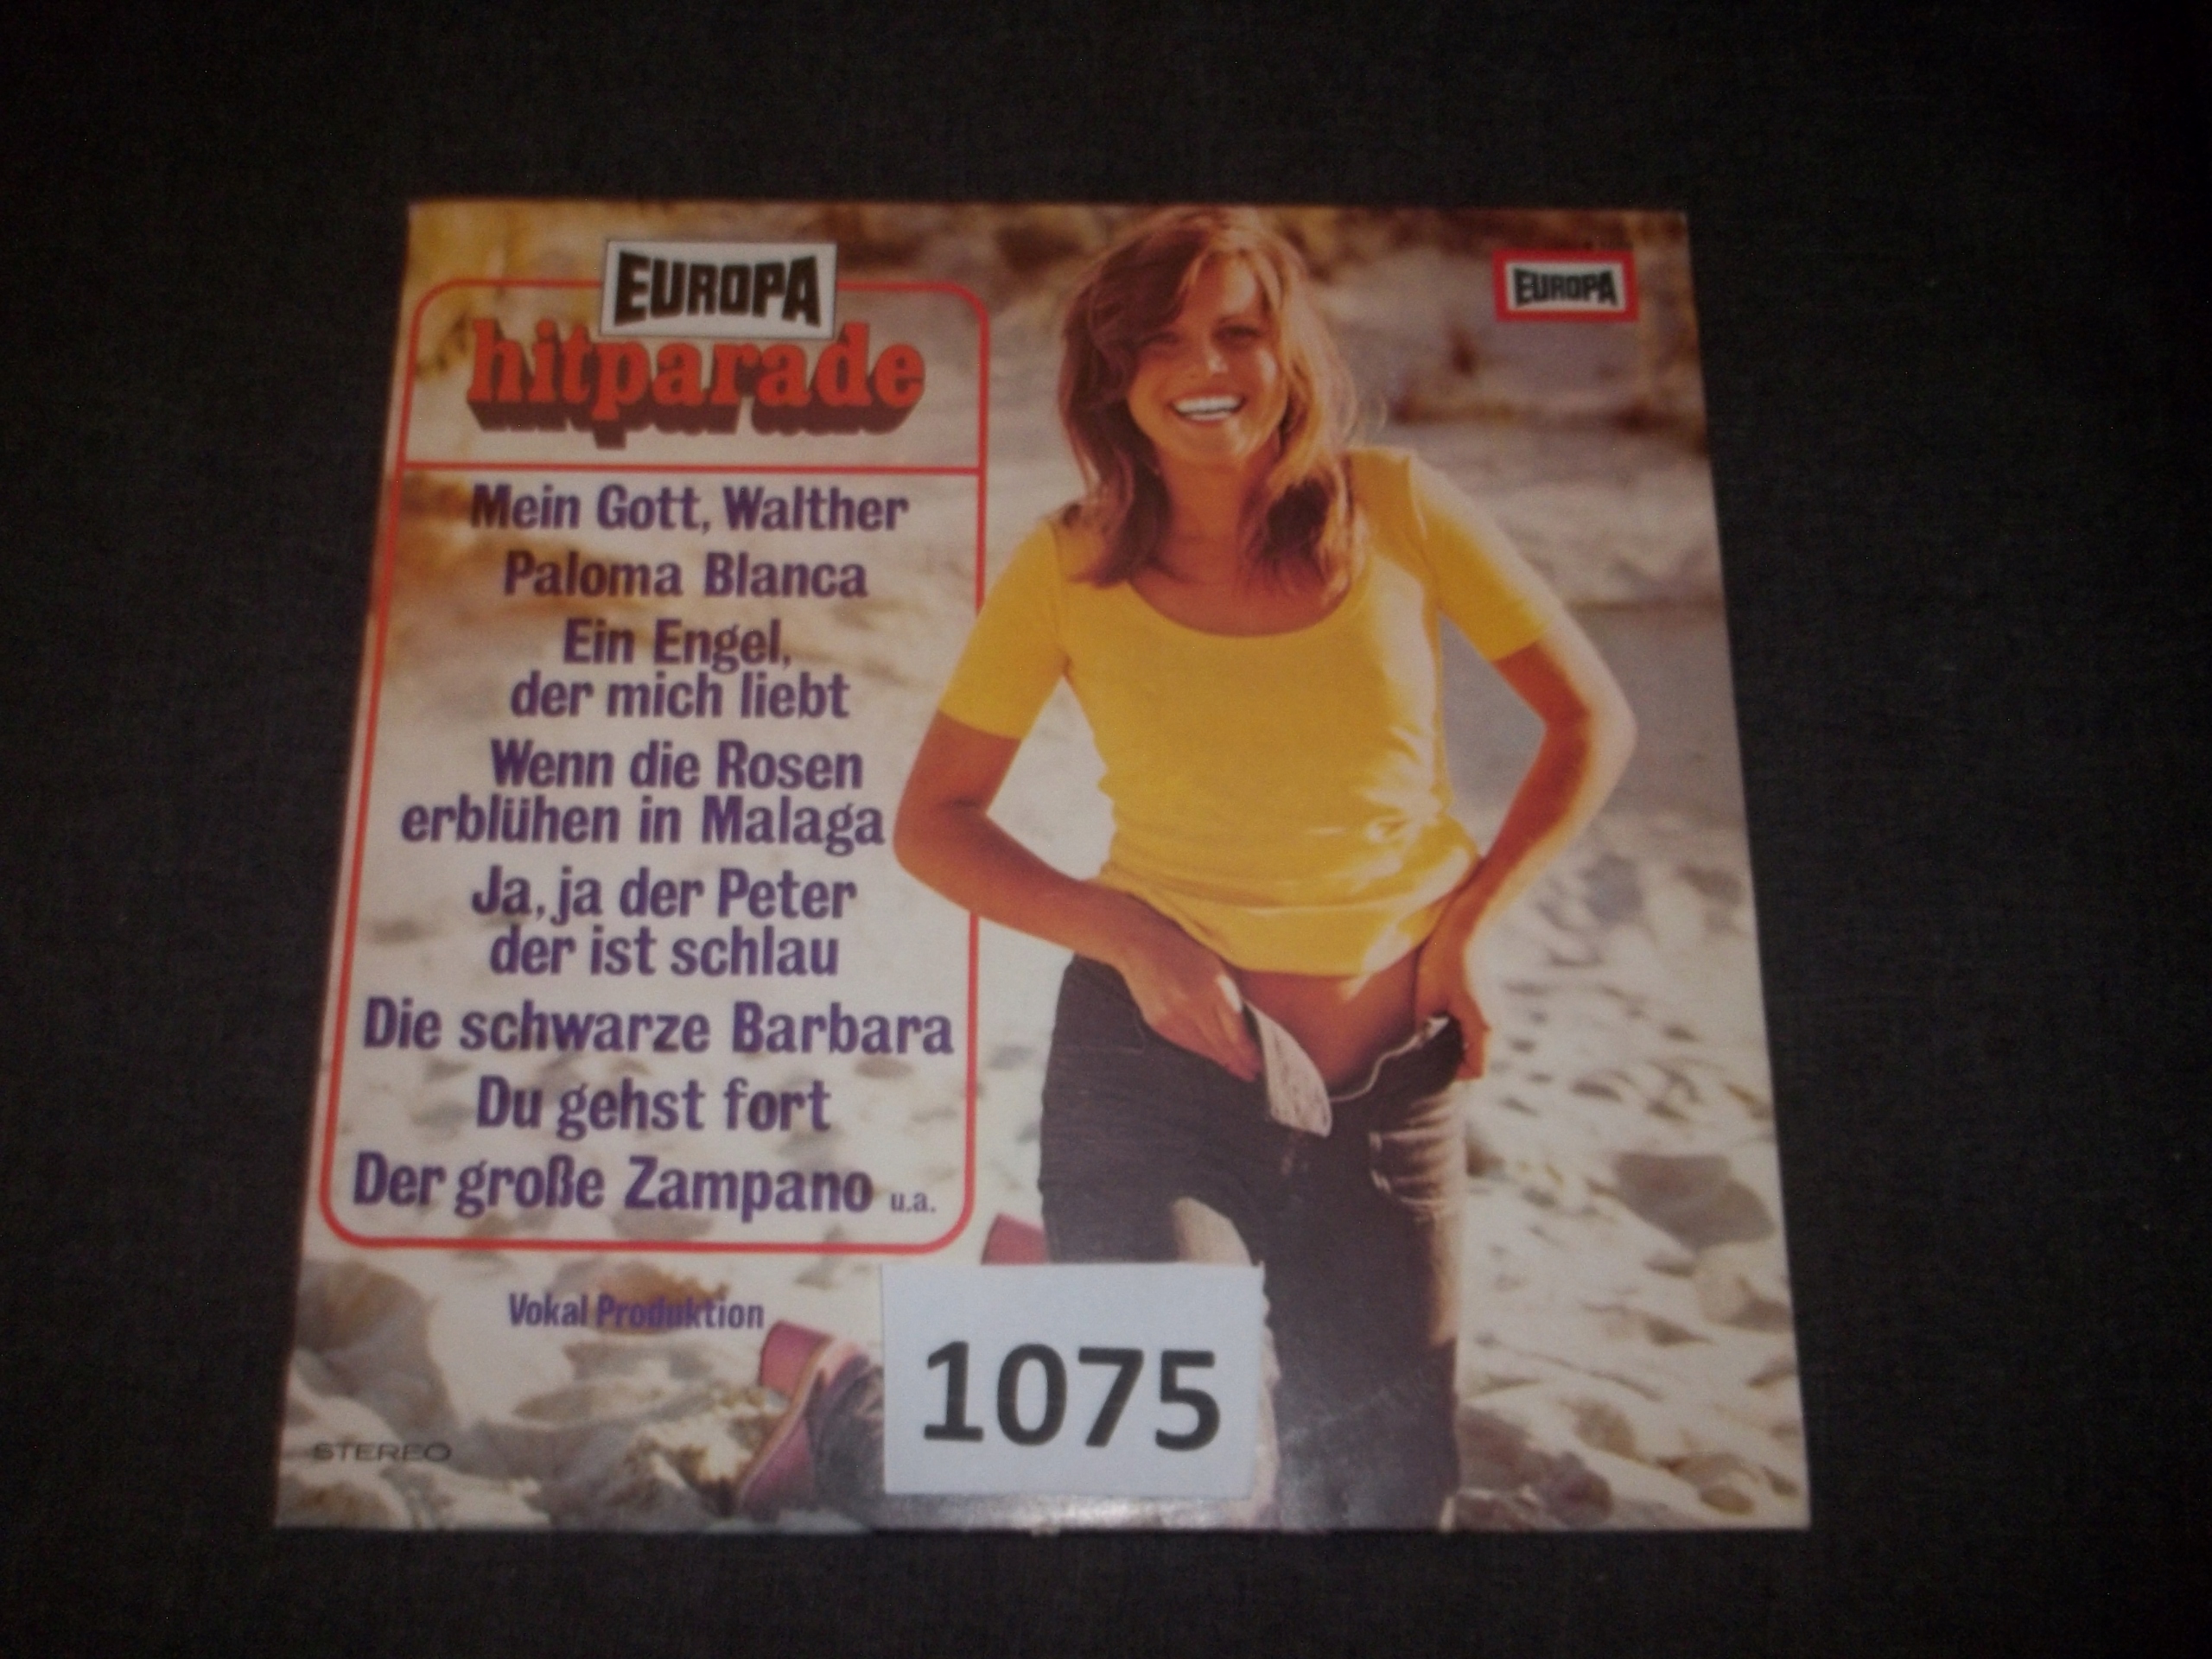 EUROPA
hitparade
EUROPA
Mein Gott, Walther
Paloma Blanca
Ein Engel,
der mich liebt
Wenn die Rosen
erblühen in Malaga
Ja, ja der Peter
der ist schlau
Die schwarze Barbara
Du gehst fort
Der große Zampano u.a.
Vokal Produktion
1075
STEREO